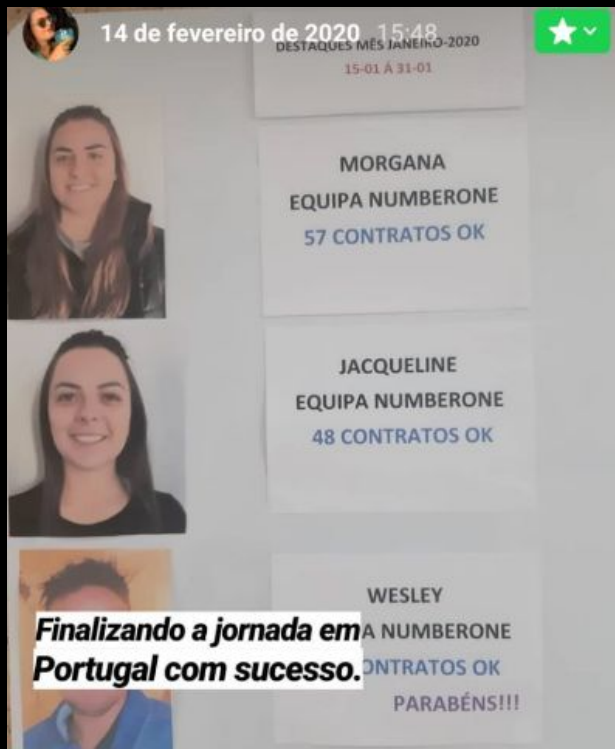 14 de fevereiro de 2020 15:48
DESTAQUES MÊS JANEIRO-2020
15-01 Á 31-01
MORGANA
EQUIPA NUMBERONE
57 CONTRATOS OK
JACQUELINE
EQUIPA NUMBERONE
48 CONTRATOS OK
WESLEY
A NUMBERONE
ONTRATOS OK
PARABÉNS!!!
Finalizando a jornada em
Portugal com sucesso.